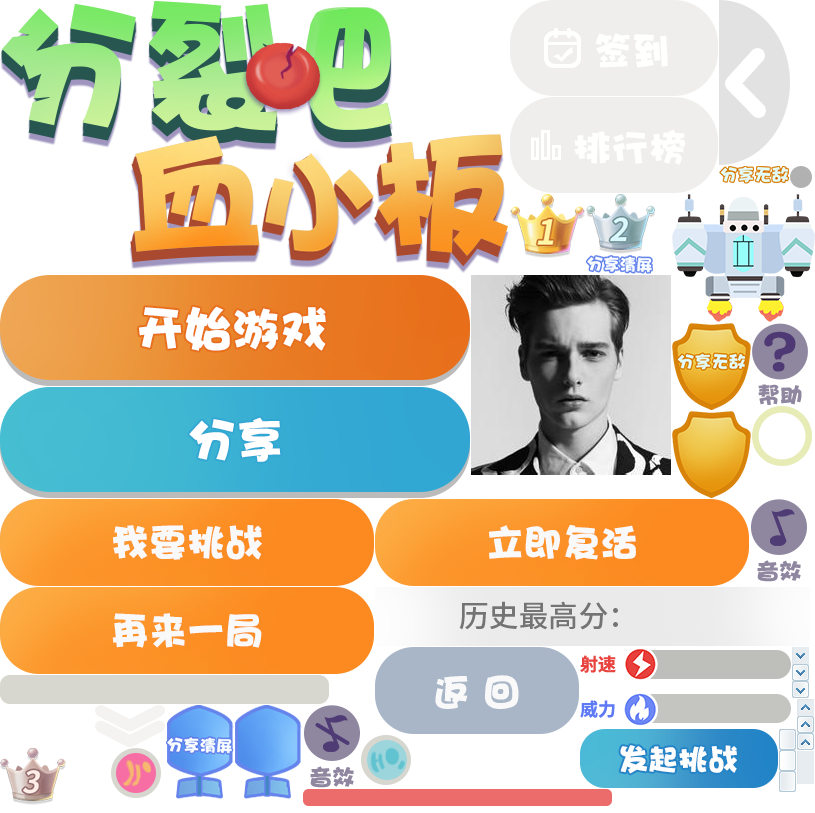 分裂吧
血小板
签到
排行榜
分享无敌
1
2
分享清屏
开始游戏
分享
分享无敌
?
帮助
我要挑战
立即复活
音效
再来一局
历史最高分：
返 回
射速
威力
分享清屏
音效
发起挑战
3